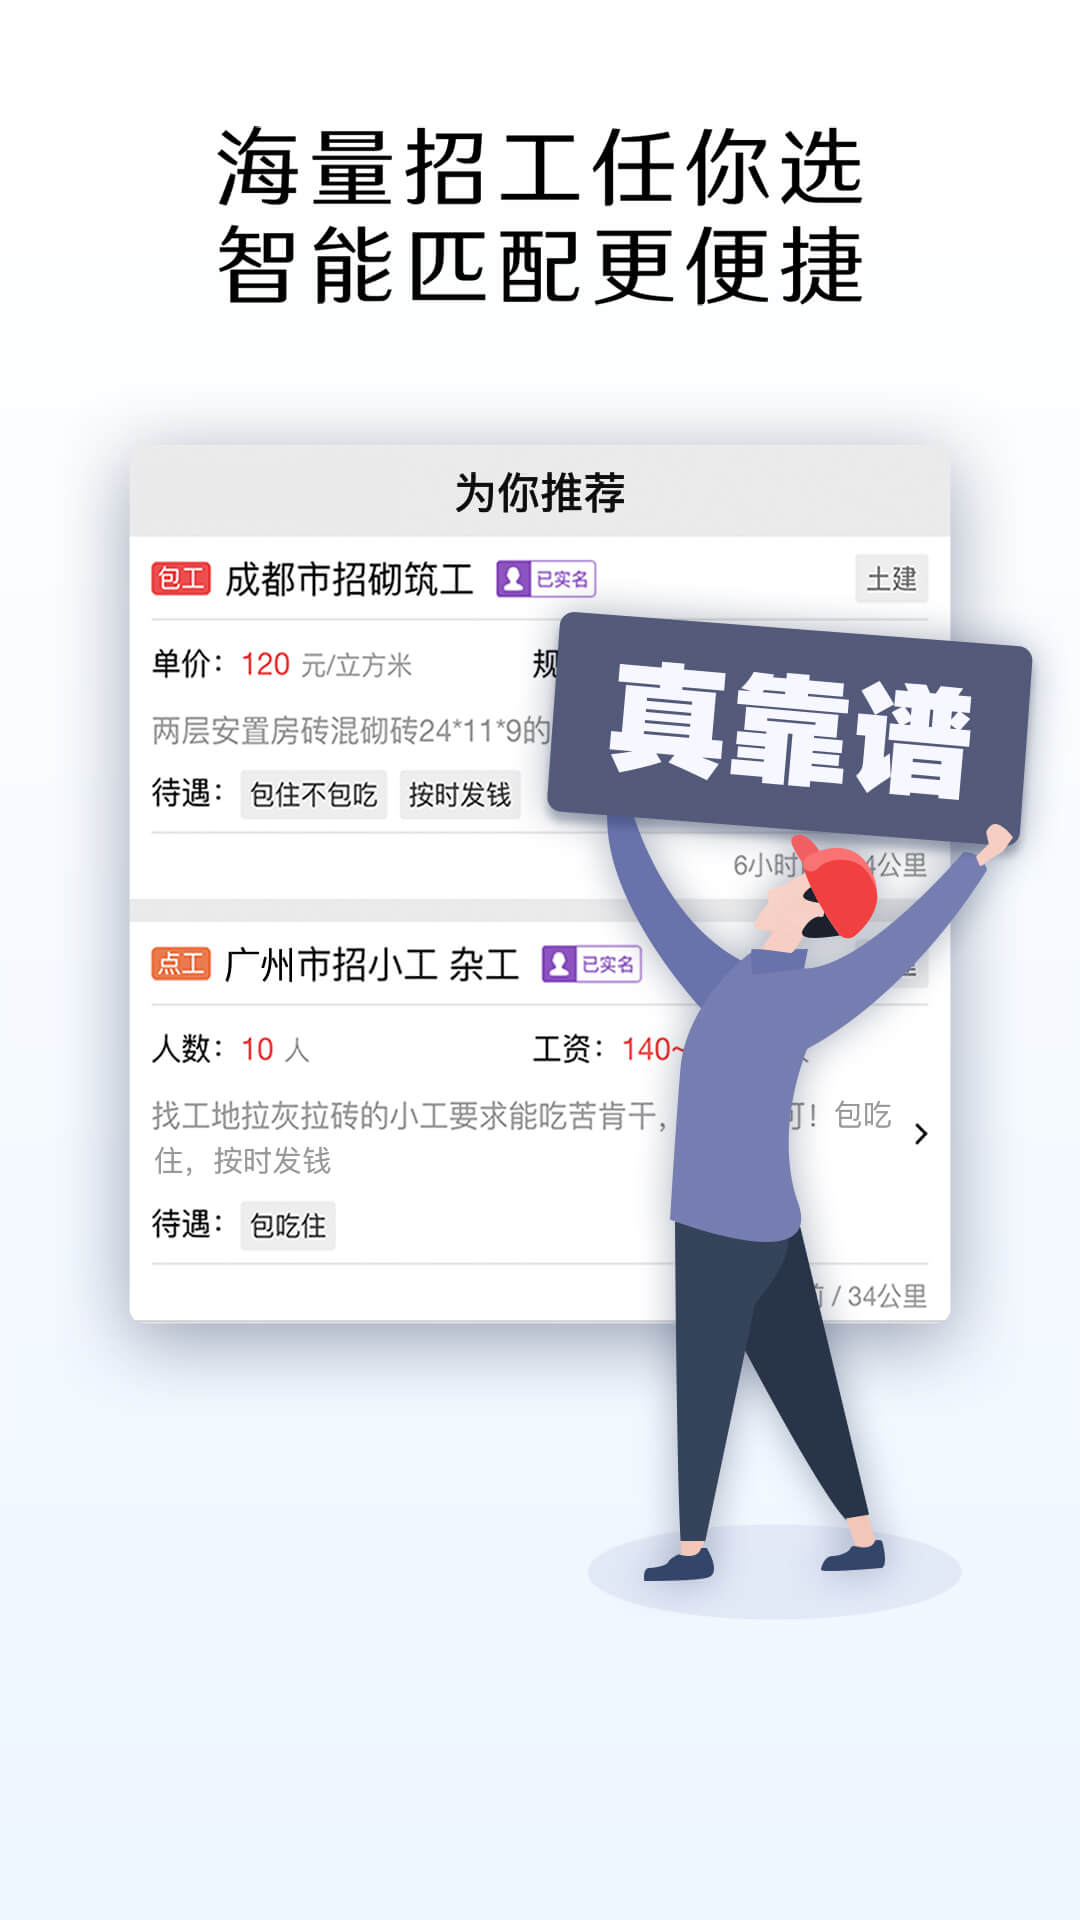 海量招工任你选
智能匹配更便捷
为你推荐
包工 成都市招砌筑工 已实名 土建
单价：120 元/立方米 规
真靠谱
两层安置房砖混砌砖24*11*9的
待遇：包住不包吃 按时发钱
6小时 4公里
点工 广州市招小工 杂工 已实名
人数：10 人 工资：140~
找工地拉灰拉砖的小工要求能吃苦肯干， 可！包吃
住，按时发钱
待遇：包吃住
前 / 34公里